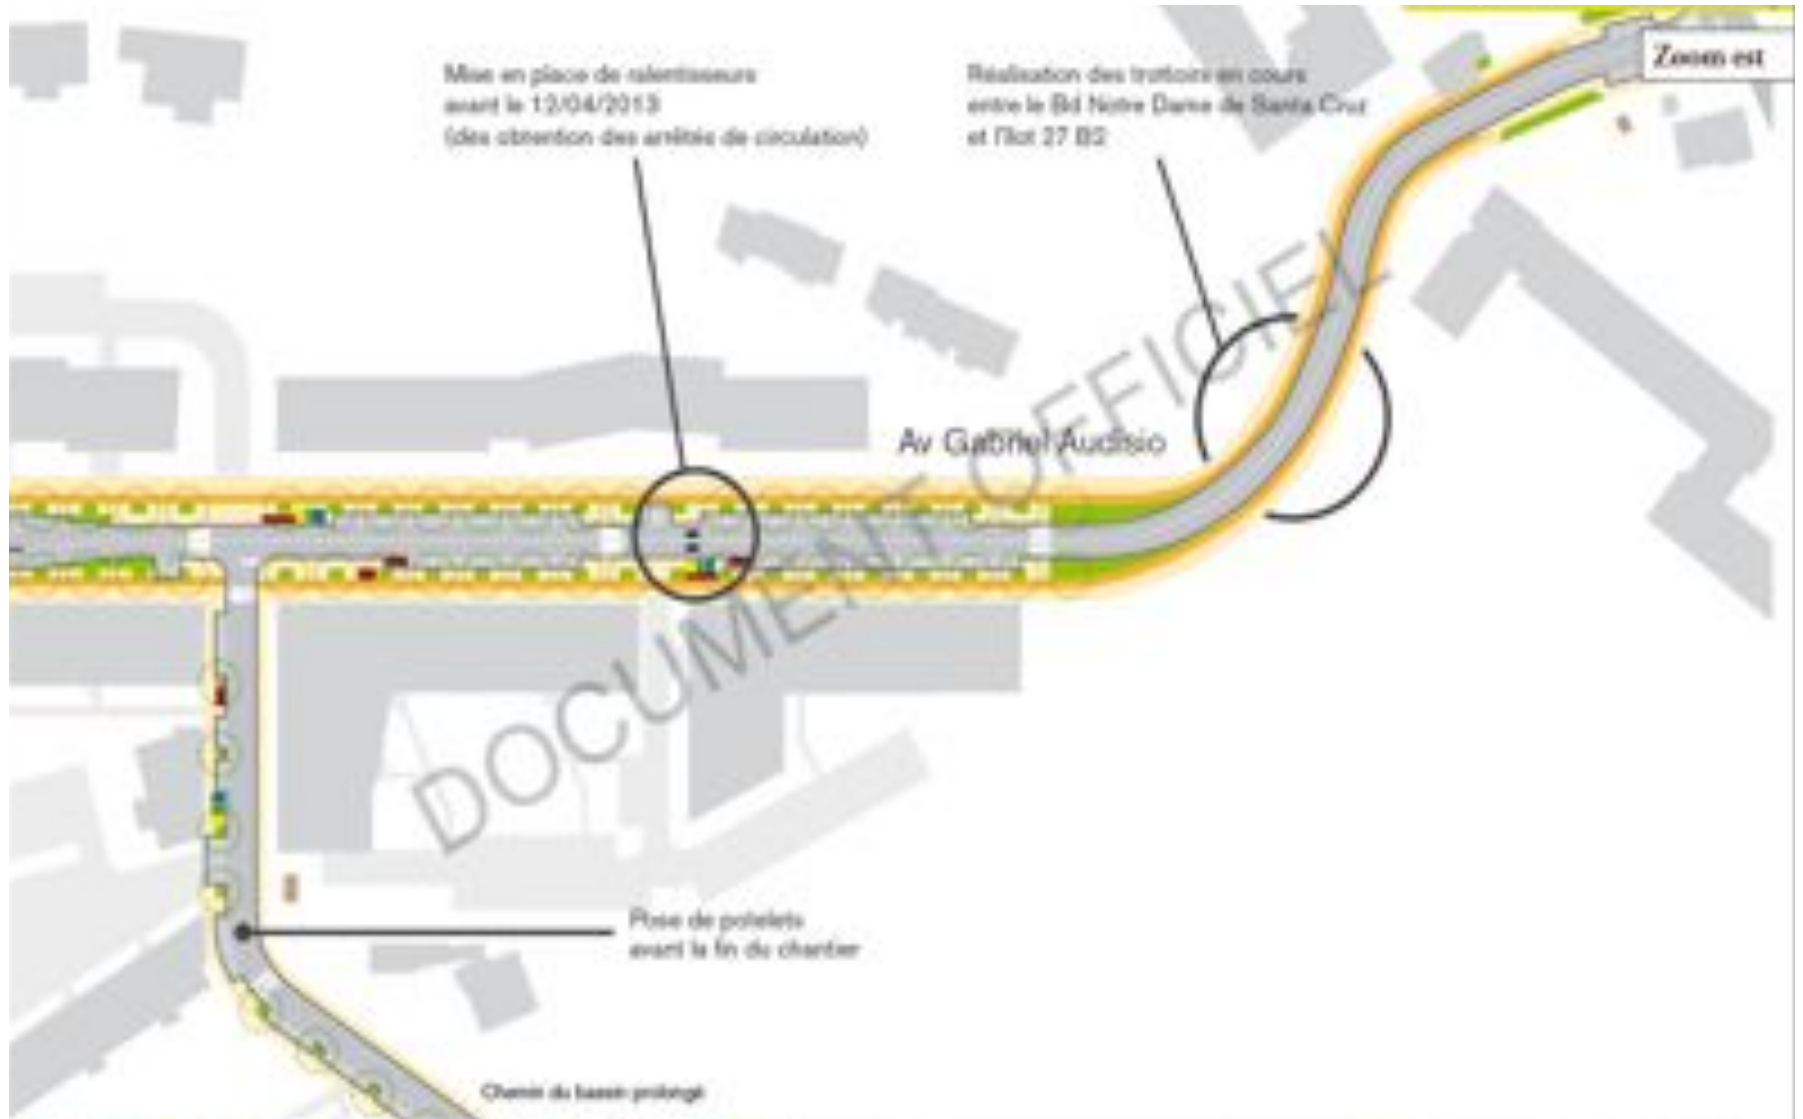 Mise en place de ralentisseurs
avant le 12/04/2013
(dès obtention des arrêtés de circulation)
Réalisation des trottoirs en cours
entre le Bd Notre Dame de Santa Cruz
et l'îlot 27 B2
Zoom est
Av Gabriel Audisio
DOCUMENT OFFICIEL
Pose de potelets
avant la fin du chantier
Chemin du bassin prolongé